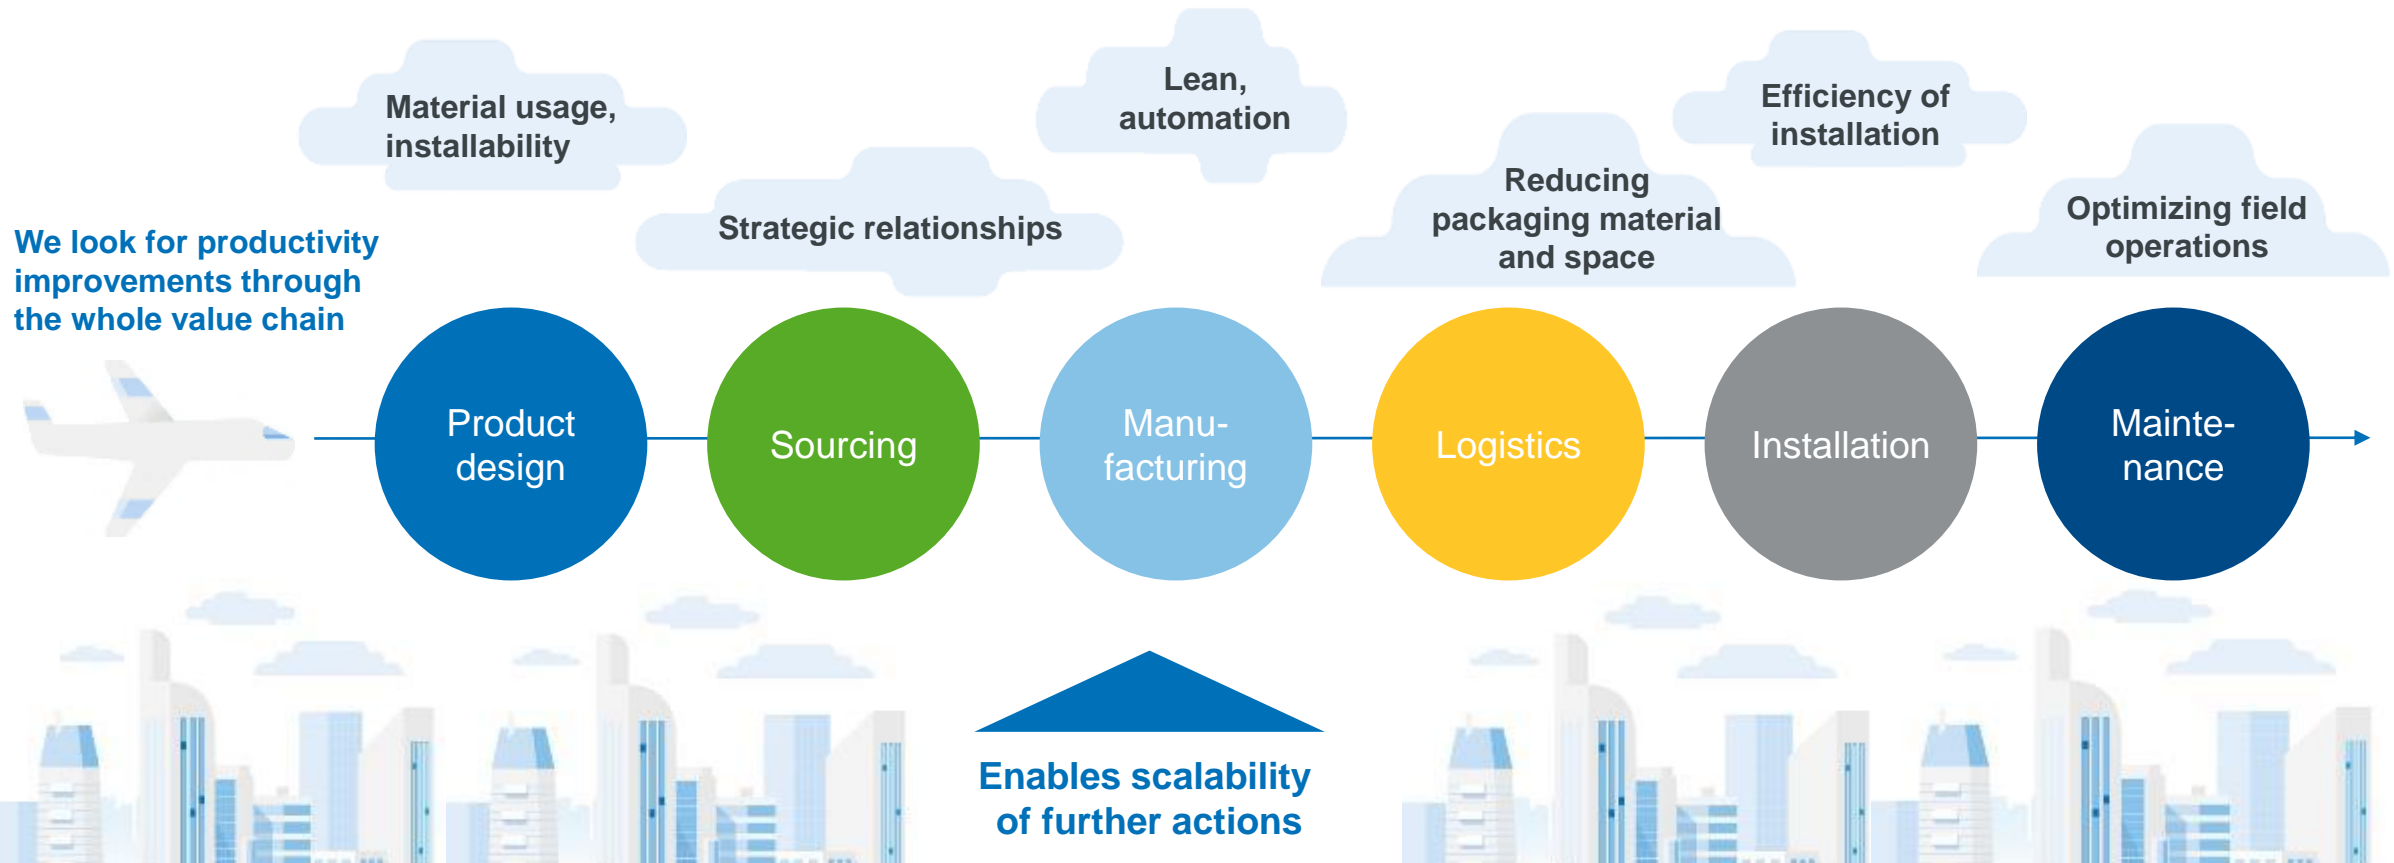 Lean,
automation
Material usage,
installability
Efficiency of
installation
Reducing
packaging material
and space
Strategic relationships
Optimizing field
operations
We look for productivity
improvements through
the whole value chain
Product
design
Sourcing
Manu-
facturing
Logistics
Installation
Mainte-
nance
Enables scalability
of further actions